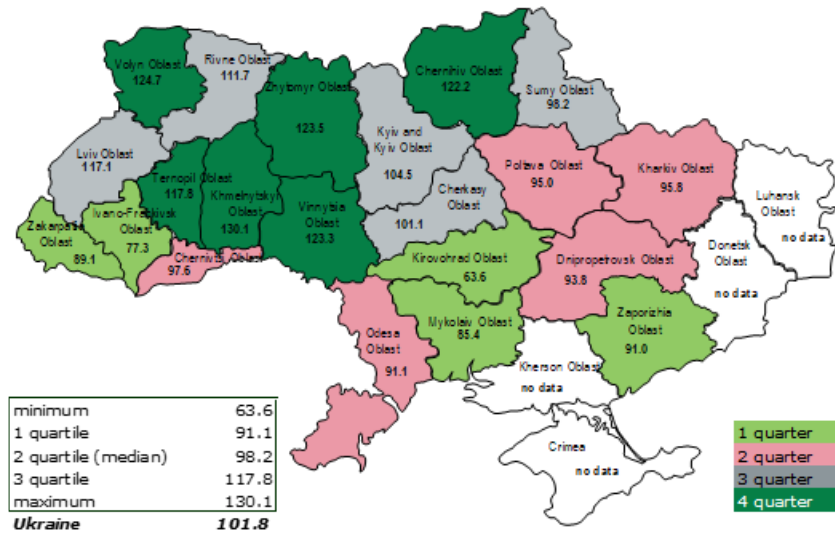 Volyn Oblast
124.7
Rivne Oblast
111.7
Zhytomyr Oblast
123.5
Chernihiv Oblast
122.2
Sumy Oblast
98.2
Kyiv and
Kyiv Oblast
104.5
Lviv Oblast
117.1
Ternopil Oblast
117.8
Khmelnytskyi
Oblast
130.1
Vinnytsia
Oblast
123.3
Cherkasy
Oblast
101.1
Poltava Oblast
95.0
Kharkiv Oblast
95.8
Luhansk
Oblast
no data
Zakarpattia
Oblast
89.1
Ivano-Frankivsk
Oblast
77.3
Chernivtsi Oblast
97.6
Kirovohrad Oblast
63.6
Dnipropetrovsk Oblast
93.8
Donetsk
Oblast
no data
Odesa
Oblast
91.1
Mykolaiv Oblast
85.4
Zaporizhia
Oblast
91.0
Kherson Oblast
no data
Crimea
no data
minimum 63.6
1 quartile 91.1
2 quartile (median) 98.2
3 quartile 117.8
maximum 130.1
Ukraine 101.8
1 quarter
2 quarter
3 quarter
4 quarter